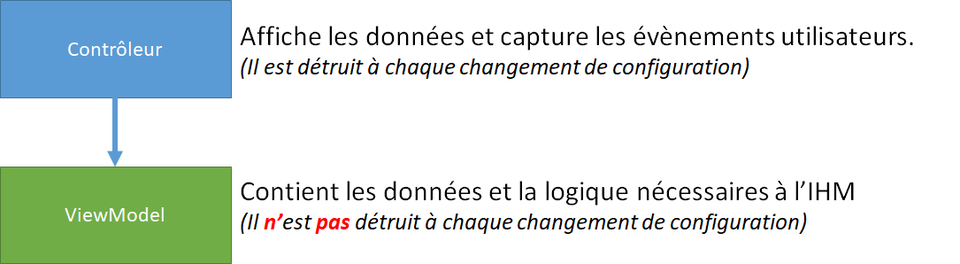 Contrôleur
Affiche les données et capture les évènements utilisateurs.
(Il est détruit à chaque changement de configuration)
ViewModel
Contient les données et la logique nécessaires à l’IHM
(Il n’est pas détruit à chaque changement de configuration)